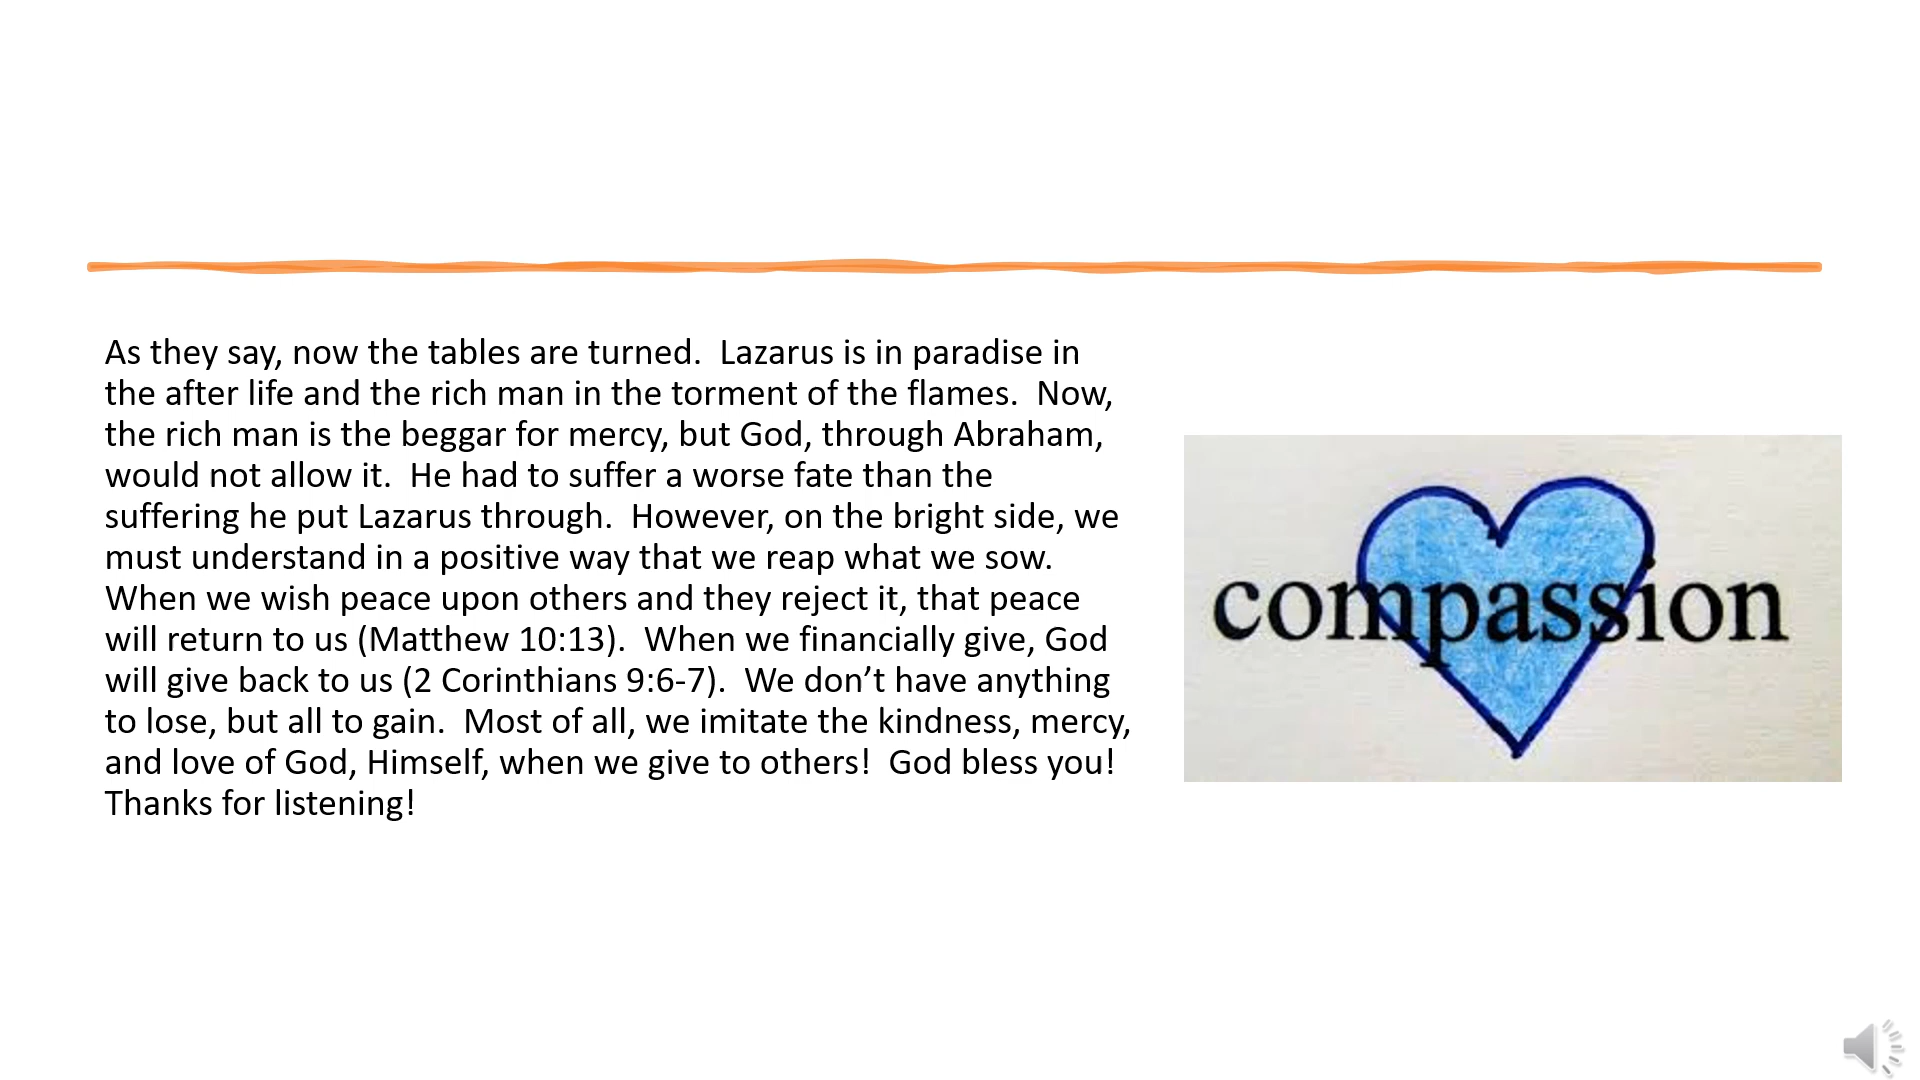 As they say, now the tables are turned.  Lazarus is in paradise in
the after life and the rich man in the torment of the flames.  Now,
the rich man is the beggar for mercy, but God, through Abraham,
would not allow it.  He had to suffer a worse fate than the
suffering he put Lazarus through.  However, on the bright side, we
must understand in a positive way that we reap what we sow.
When we wish peace upon others and they reject it, that peace
will return to us (Matthew 10:13).  When we financially give, God
will give back to us (2 Corinthians 9:6-7).  We don’t have anything
to lose, but all to gain.  Most of all, we imitate the kindness, mercy,
and love of God, Himself, when we give to others!  God bless you!
Thanks for listening!
compassion